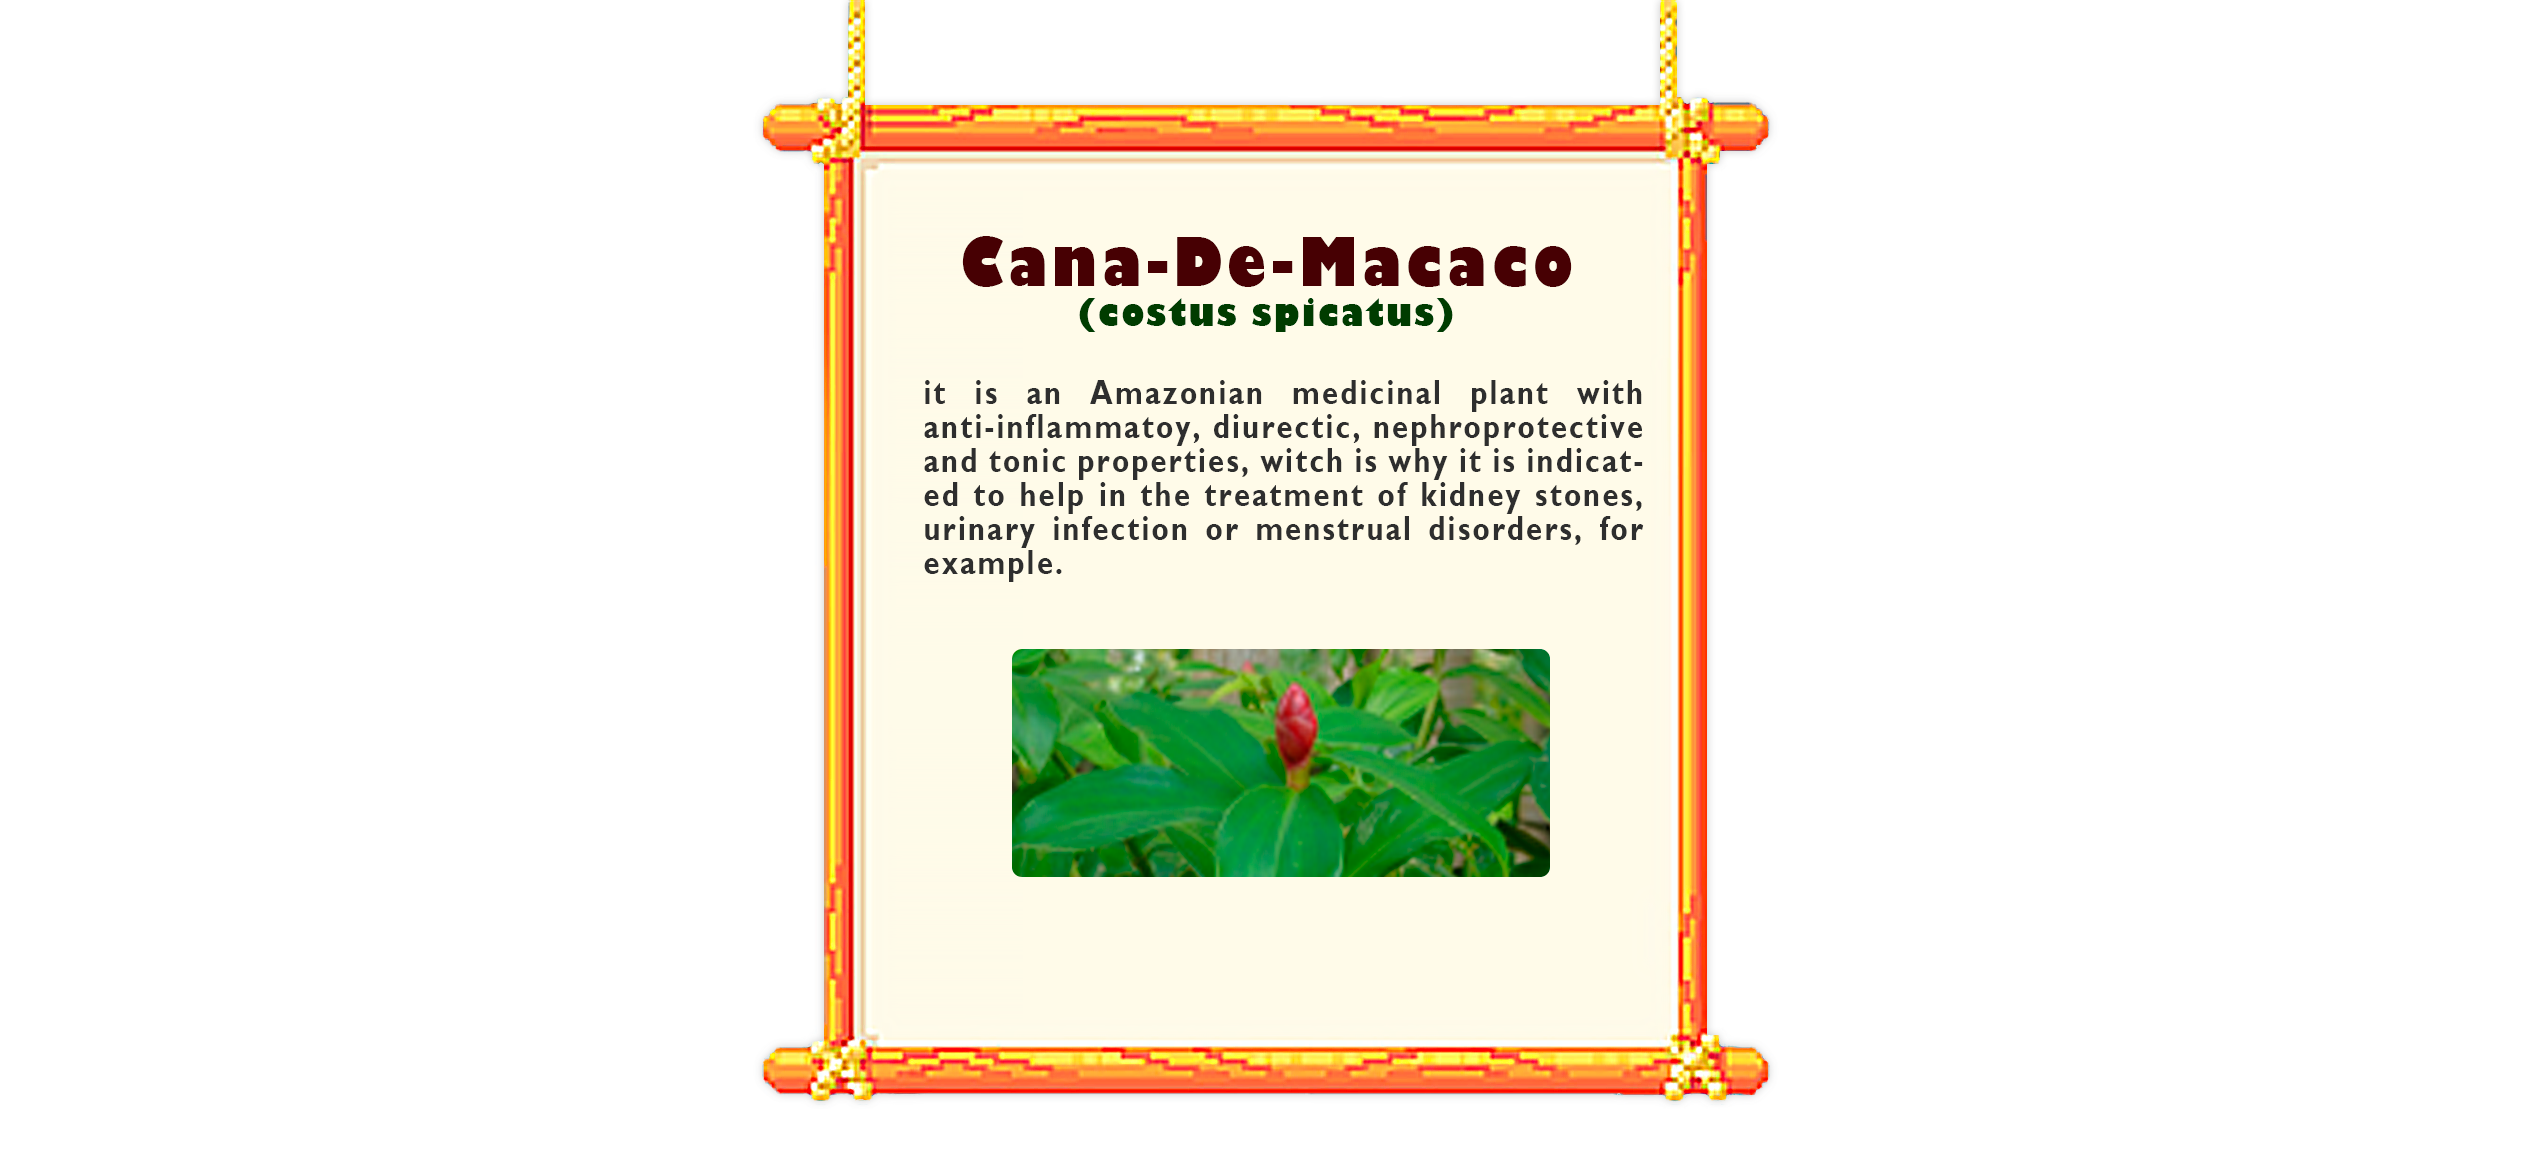 Cana-De-Macaco
(costus spicatus)
it is an Amazonian medicinal plant with
anti-inflammatoy, diurectic, nephroprotective
and tonic properties, witch is why it is indicat-
ed to help in the treatment of kidney stones,
urinary infection or menstrual disorders, for
example.